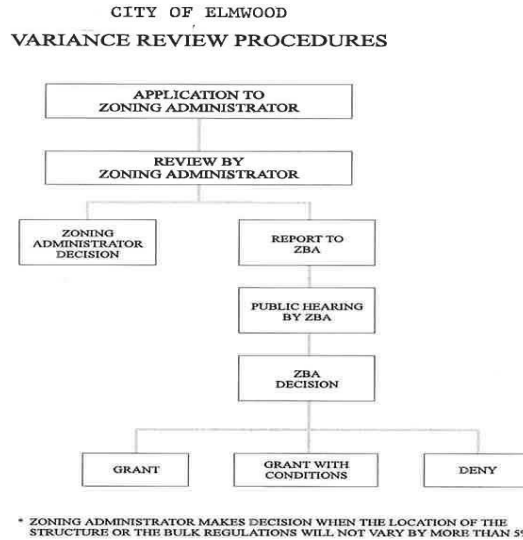 CITY OF ELMWOOD
VARIANCE REVIEW PROCEDURES
APPLICATION TO
ZONING ADMINISTRATOR
REVIEW BY
ZONING ADMINISTRATOR
ZONING
ADMINISTRATOR
DECISION
REPORT TO
ZBA
PUBLIC HEARING
BY ZBA
ZBA
DECISION
GRANT
GRANT WITH
CONDITIONS
DENY
* ZONING ADMINISTRATOR MAKES DECISION WHEN THE LOCATION OF THE
STRUCTURE OR THE BULK REGULATIONS WILL NOT VARY BY MORE THAN 5%